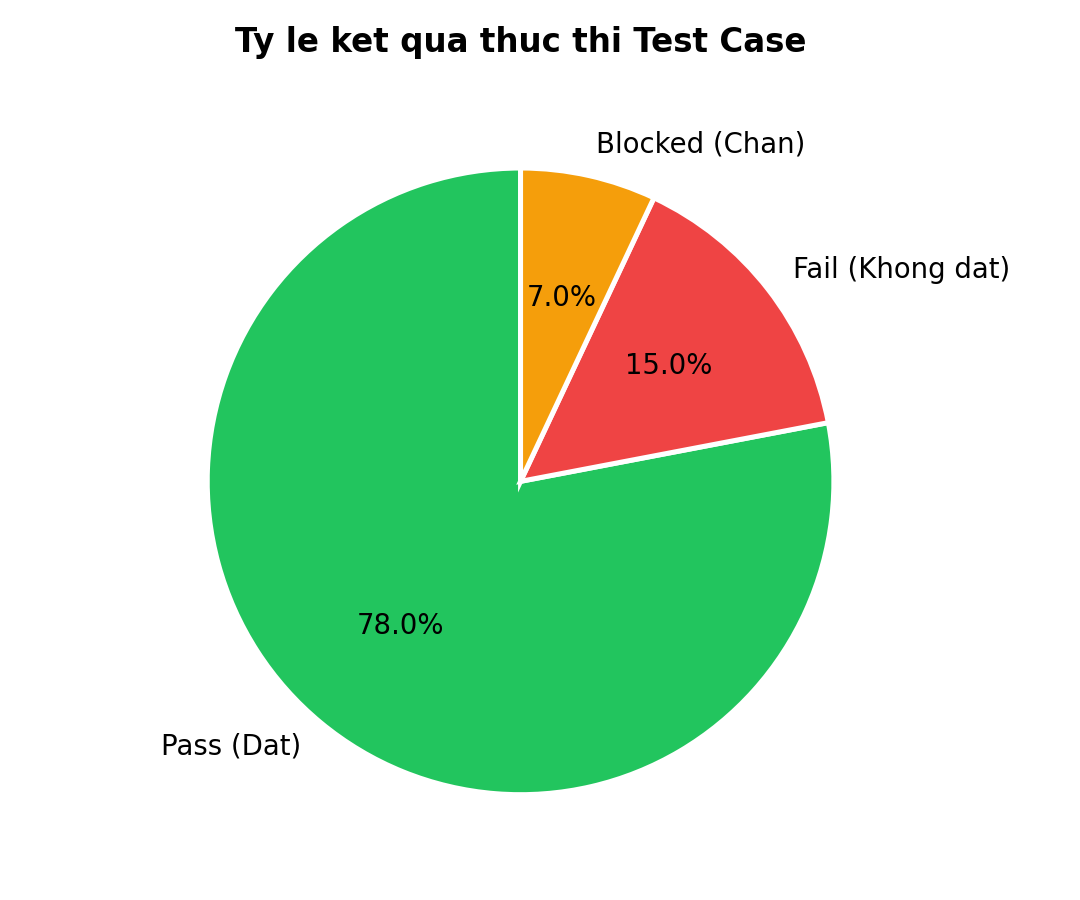 Ty le ket qua thuc thi Test Case
Blocked (Chan)
Fail (Khong dat)
7.0%
15.0%
78.0%
Pass (Dat)